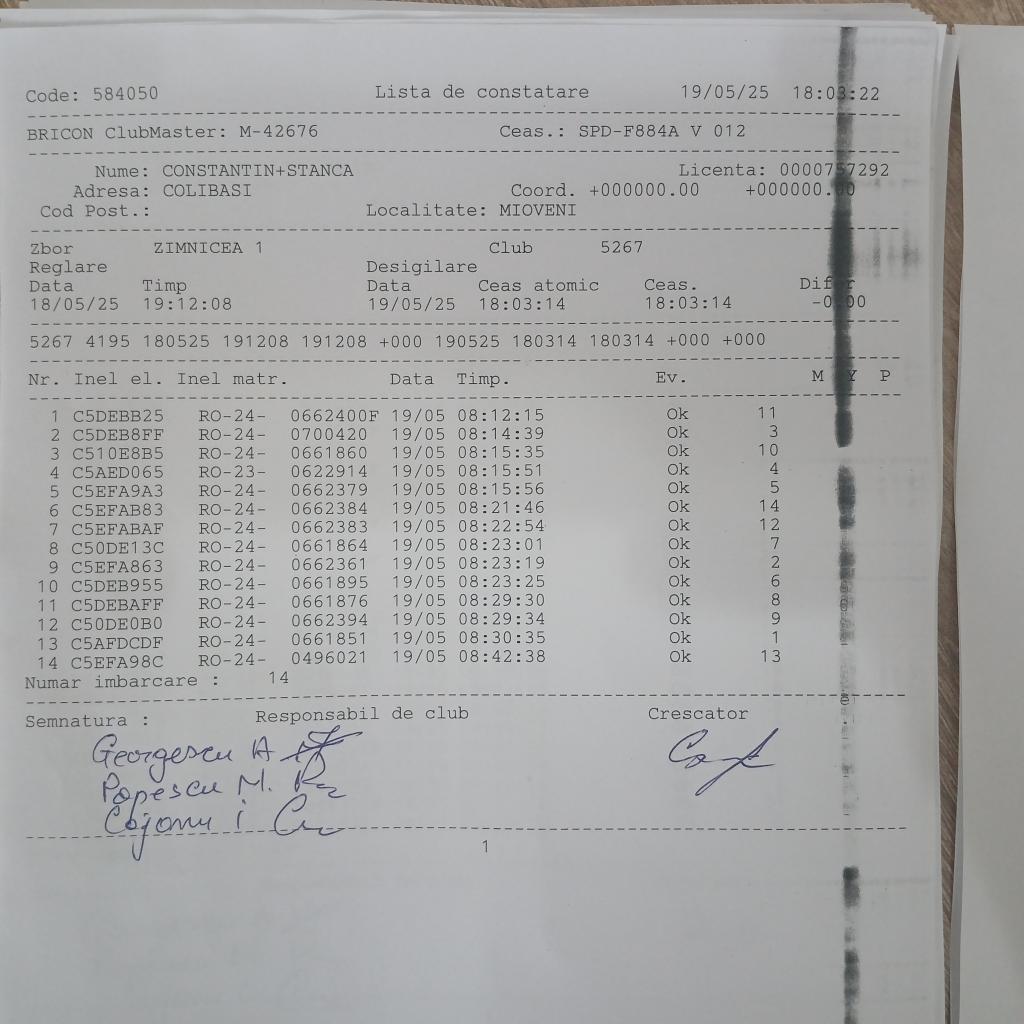 Code: 584050 Lista de constatare 19/05/25 18:03:22
BRICON ClubMaster: M-42676 Ceas.: SPD-F884A V 012
Nume: CONSTANTIN+STANCA Licenta: 0000757292
Adresa: COLIBASI Coord. +000000.00 +000000.00
Cod Post.: Localitate: MIOVENI
Zbor ZIMNICEA 1 Club 5267
Reglare Desigilare
Data Timp Data Ceas atomic Ceas. Difer
18/05/25 19:12:08 19/05/25 18:03:14 18:03:14 -0.00
5267 4195 180525 191208 191208 +000 190525 180314 180314 +000 +000
Nr. Inel el. Inel matr. Data Timp. Ev. M Y P
1 C5DEBB25 RO-24- 0662400F 19/05 08:12:15 Ok 11
2 C5DEB8FF RO-24- 0700420 19/05 08:14:39 Ok 3
3 C510E8B5 RO-24- 0661860 19/05 08:15:35 Ok 10
4 C5AED065 RO-23- 0622914 19/05 08:15:51 Ok 4
5 C5EFA9A3 RO-24- 0662379 19/05 08:15:56 Ok 5
6 C5EFAB83 RO-24- 0662384 19/05 08:21:46 Ok 14
7 C5EFABAF RO-24- 0662383 19/05 08:22:54 Ok 12
8 C50DE13C RO-24- 0661864 19/05 08:23:01 Ok 7
9 C5EFA863 RO-24- 0662361 19/05 08:23:19 Ok 2
10 C5DEB955 RO-24- 0661895 19/05 08:23:25 Ok 6
11 C5DEBAFF RO-24- 0661876 19/05 08:29:30 Ok 8
12 C50DE0B0 RO-24- 0662394 19/05 08:29:34 Ok 9
13 C5AFDCDF RO-24- 0661851 19/05 08:30:35 Ok 1
14 C5EFA98C RO-24- 0496021 19/05 08:42:38 Ok 13
Numar imbarcare : 14
Semnatura : Responsabil de club Crescator
Georgescu A
Popescu M.
Cojanu i
1